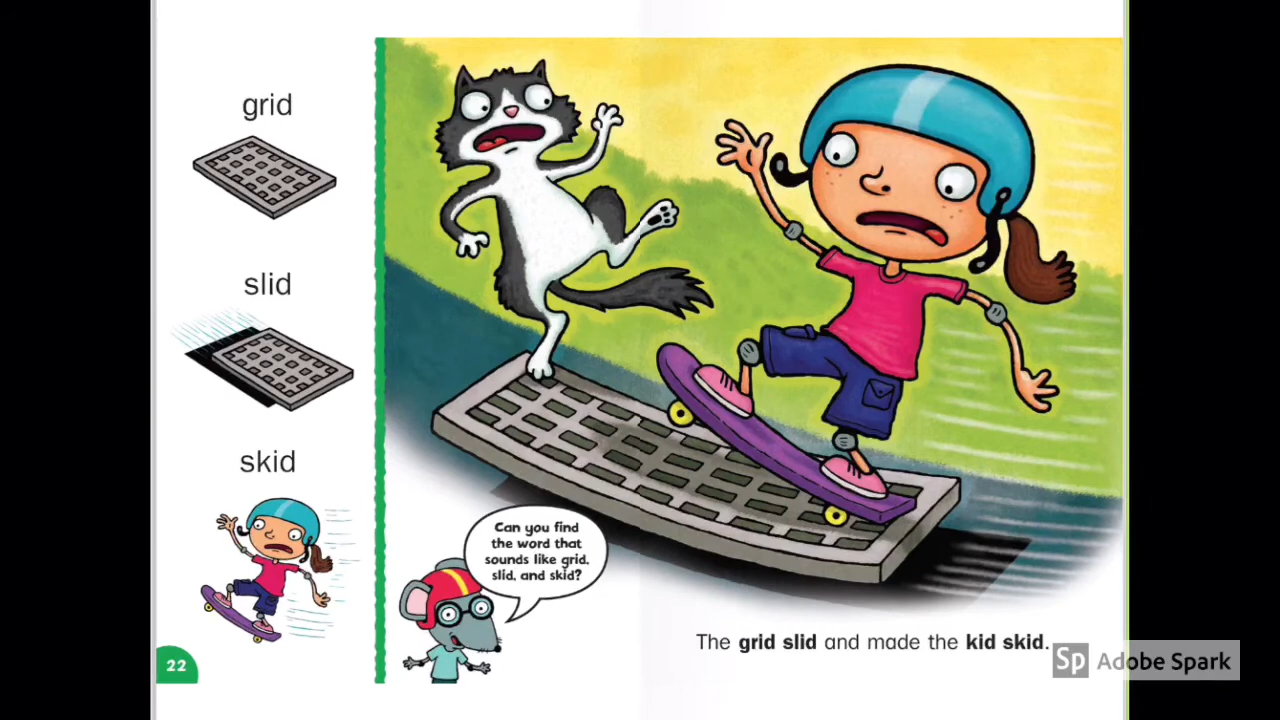 grid
slid
skid
22
Can you find
the word that
sounds like grid,
slid, and skid?
The grid slid and made the kid skid.
Sp Adobe Spark